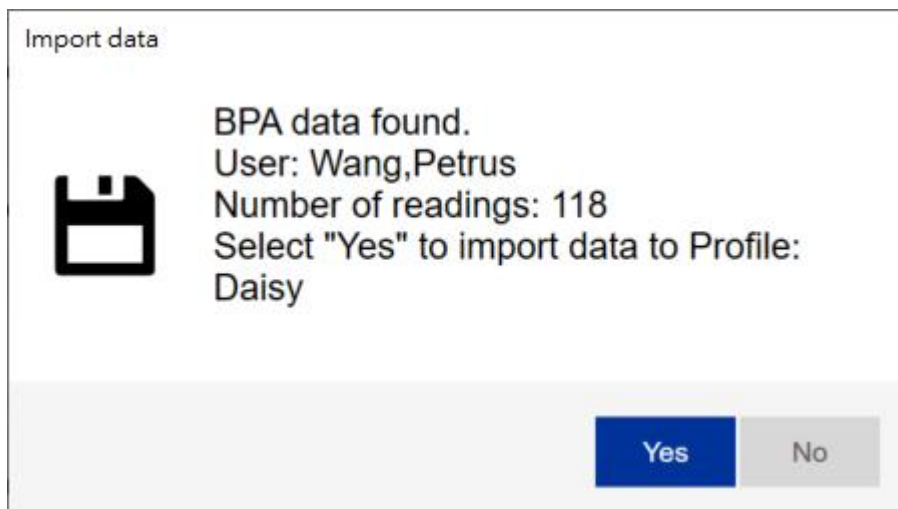 Import data
BPA data found.
User: Wang,Petrus
Number of readings: 118
Select "Yes" to import data to Profile:
Daisy
Yes
No